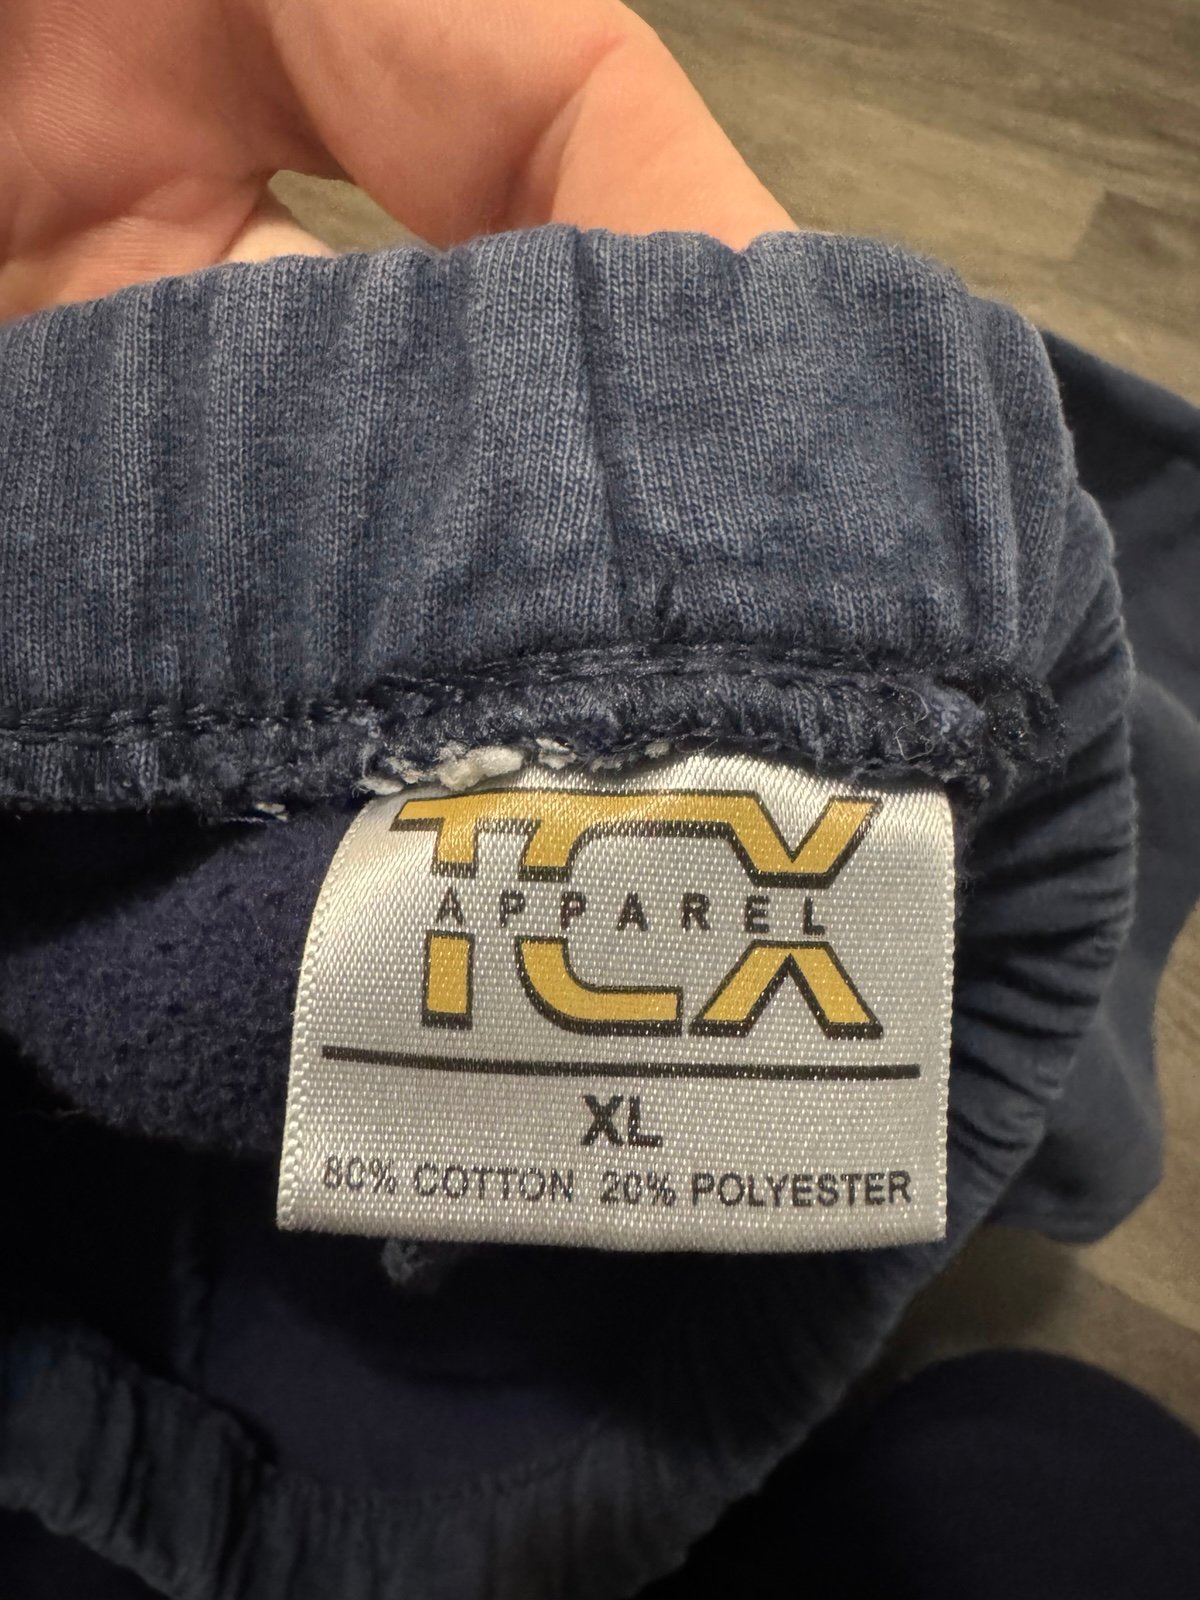 TCX
APPAREL
XL
80% COTTON 20% POLYESTER